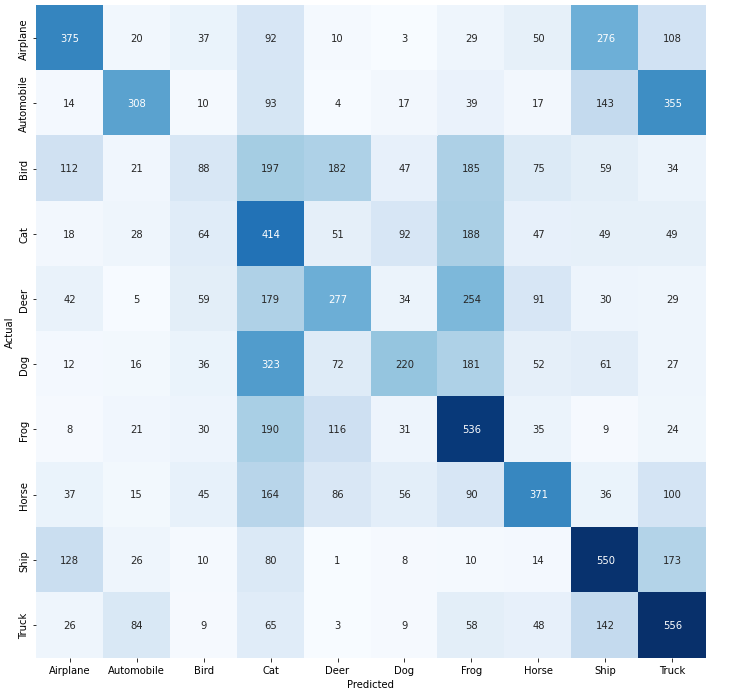 Actual
Airplane 375 20 37 92 10 3 29 50 276 108
Automobile 14 308 10 93 4 17 39 17 143 355
Bird 112 21 88 197 182 47 185 75 59 34
Cat 18 28 64 414 51 92 188 47 49 49
Deer 42 5 59 179 277 34 254 91 30 29
Dog 12 16 36 323 72 220 181 52 61 27
Frog 8 21 30 190 116 31 536 35 9 24
Horse 37 15 45 164 86 56 90 371 36 100
Ship 128 26 10 80 1 8 10 14 550 173
Truck 26 84 9 65 3 9 58 48 142 556
Airplane Automobile Bird Cat Deer Dog Frog Horse Ship Truck
Predicted